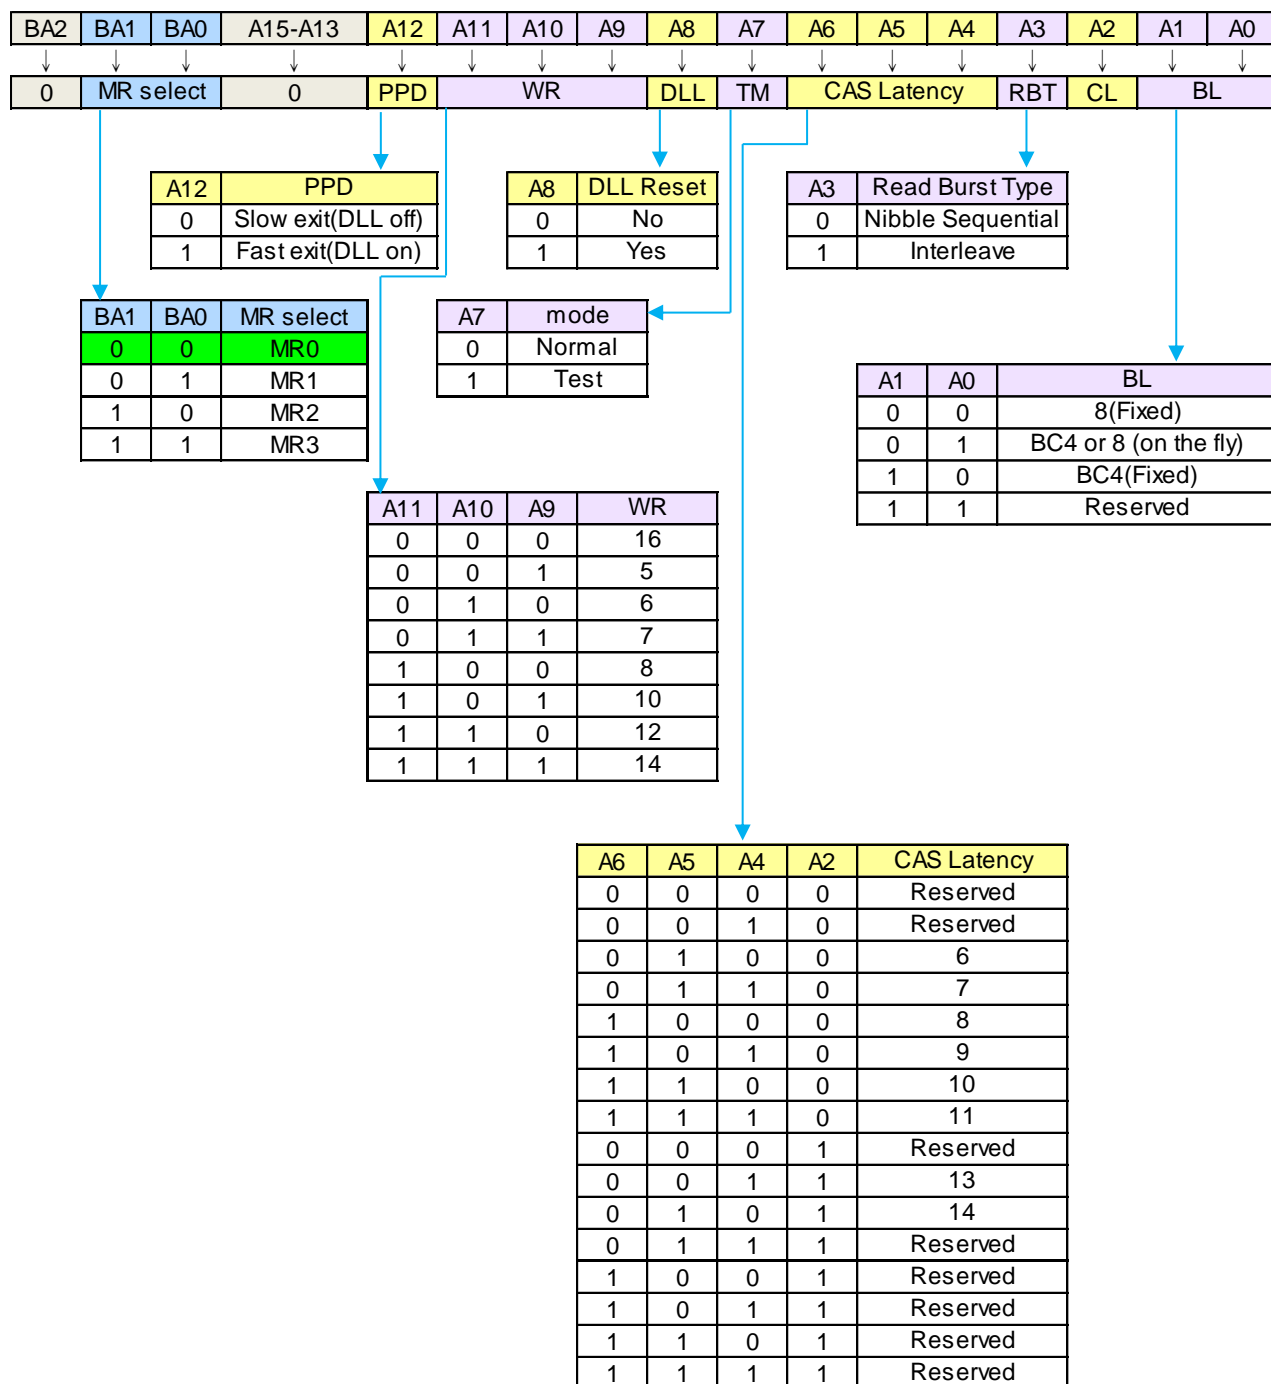 BA2 BA1 BA0 A15-A13 A12 A11 A10 A9 A8 A7 A6 A5 A4 A3 A2 A1 A0
0 MR select 0 PPD WR DLL TM CAS Latency RBT CL BL
A12 PPD
0 Slow exit(DLL off)
1 Fast exit(DLL on)
A8 DLL Reset
0 No
1 Yes
A3 Read Burst Type
0 Nibble Sequential
1 Interleave
BA1 BA0 MR select
0 0 MR0
0 1 MR1
1 0 MR2
1 1 MR3
A7 mode
0 Normal
1 Test
A1 A0 BL
0 0 8(Fixed)
0 1 BC4 or 8 (on the fly)
1 0 BC4(Fixed)
1 1 Reserved
A11 A10 A9 WR
0 0 0 16
0 0 1 5
0 1 0 6
0 1 1 7
1 0 0 8
1 0 1 10
1 1 0 12
1 1 1 14
A6 A5 A4 A2 CAS Latency
0 0 0 0 Reserved
0 0 1 0 Reserved
0 1 0 0 6
0 1 1 0 7
1 0 0 0 8
1 0 1 0 9
1 1 0 0 10
1 1 1 0 11
0 0 0 1 Reserved
0 0 1 1 13
0 1 0 1 14
0 1 1 1 Reserved
1 0 0 1 Reserved
1 0 1 1 Reserved
1 1 0 1 Reserved
1 1 1 1 Reserved